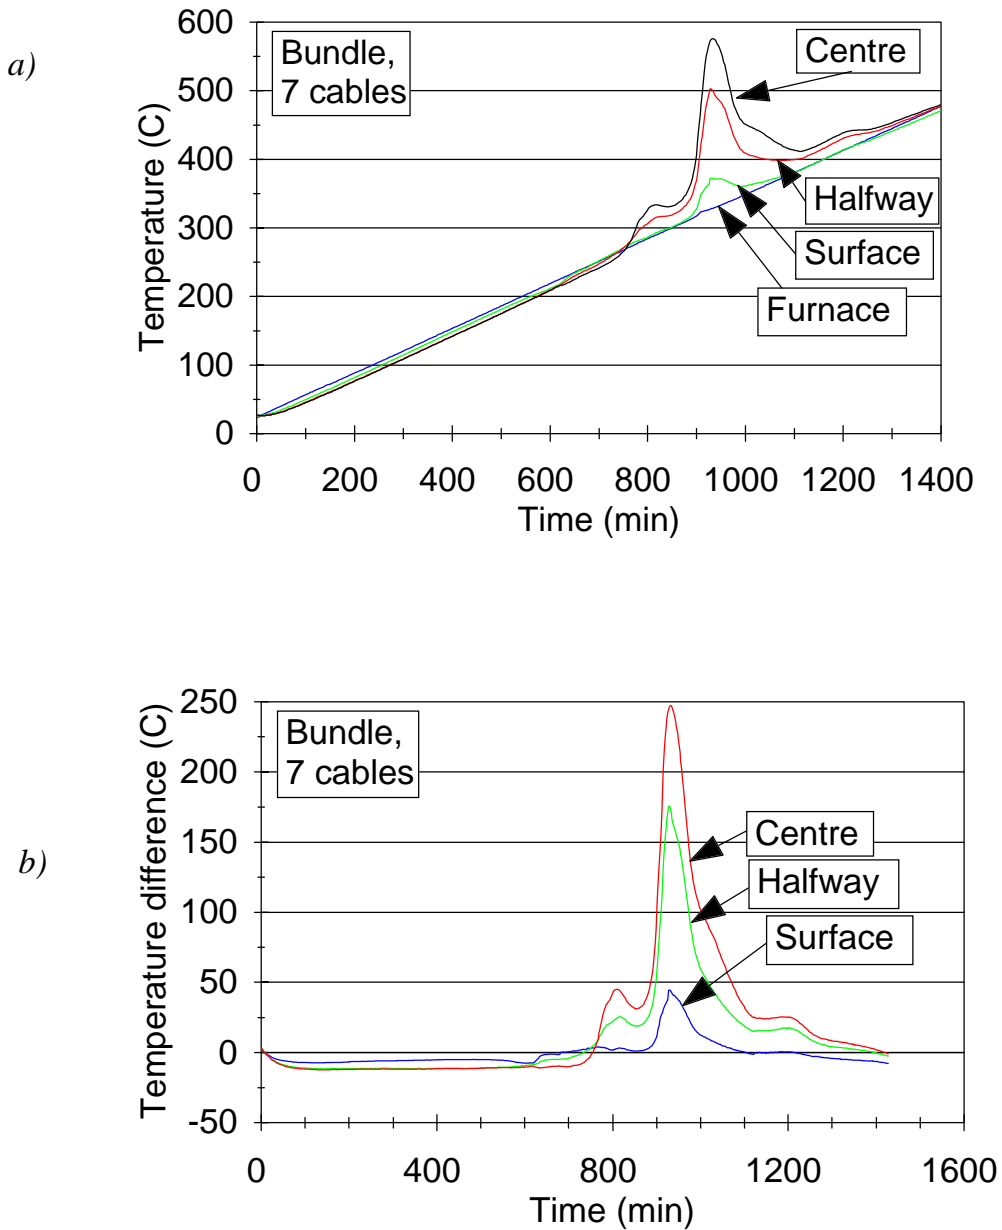 a)
Temperature (C)
600
500
400
300
200
100
0
Bundle,
7 cables
Centre
Halfway
Surface
Furnace
0 200 400 600 800 1000 1200 1400
Time (min)
b)
Temperature difference (C)
250
200
150
100
50
0
-50
Bundle,
7 cables
Centre
Halfway
Surface
0 400 800 1200 1600
Time (min)